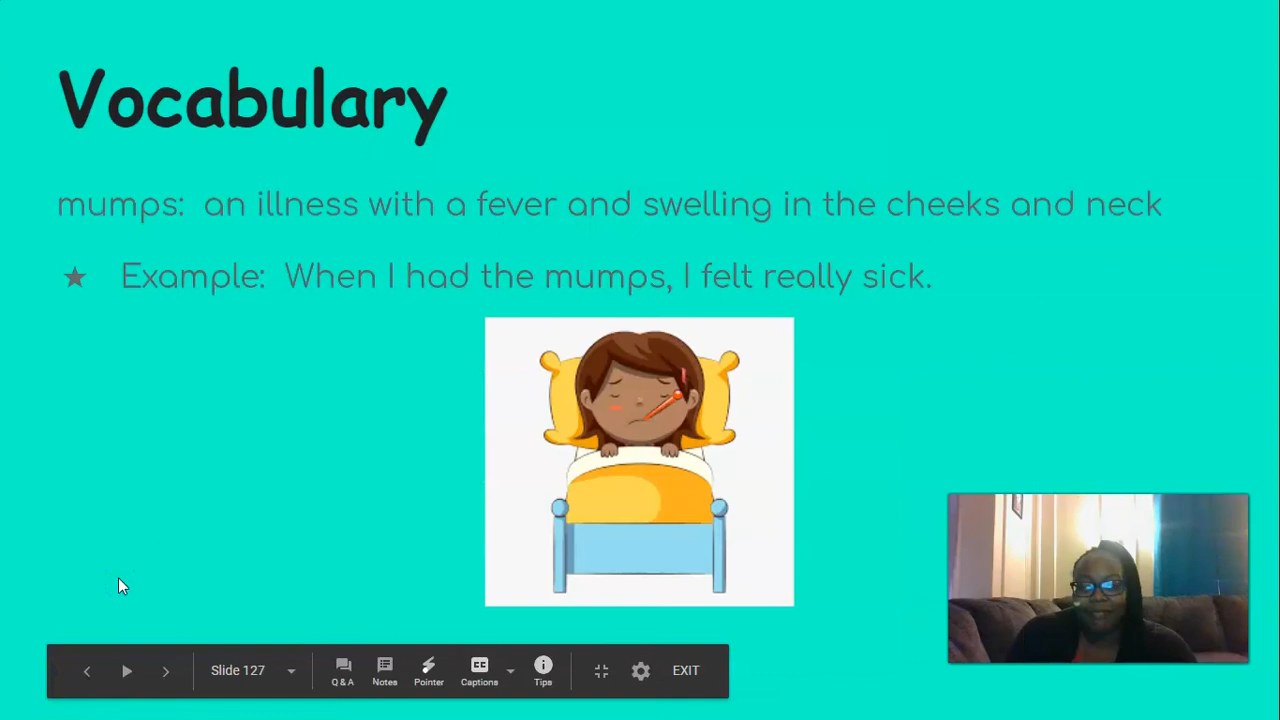 Vocabulary
mumps: an illness with a fever and swelling in the cheeks and neck
★ Example: When I had the mumps, I felt really sick.
Slide 127
Q & A
Notes
Pointer
CC
Captions
Tips
EXIT